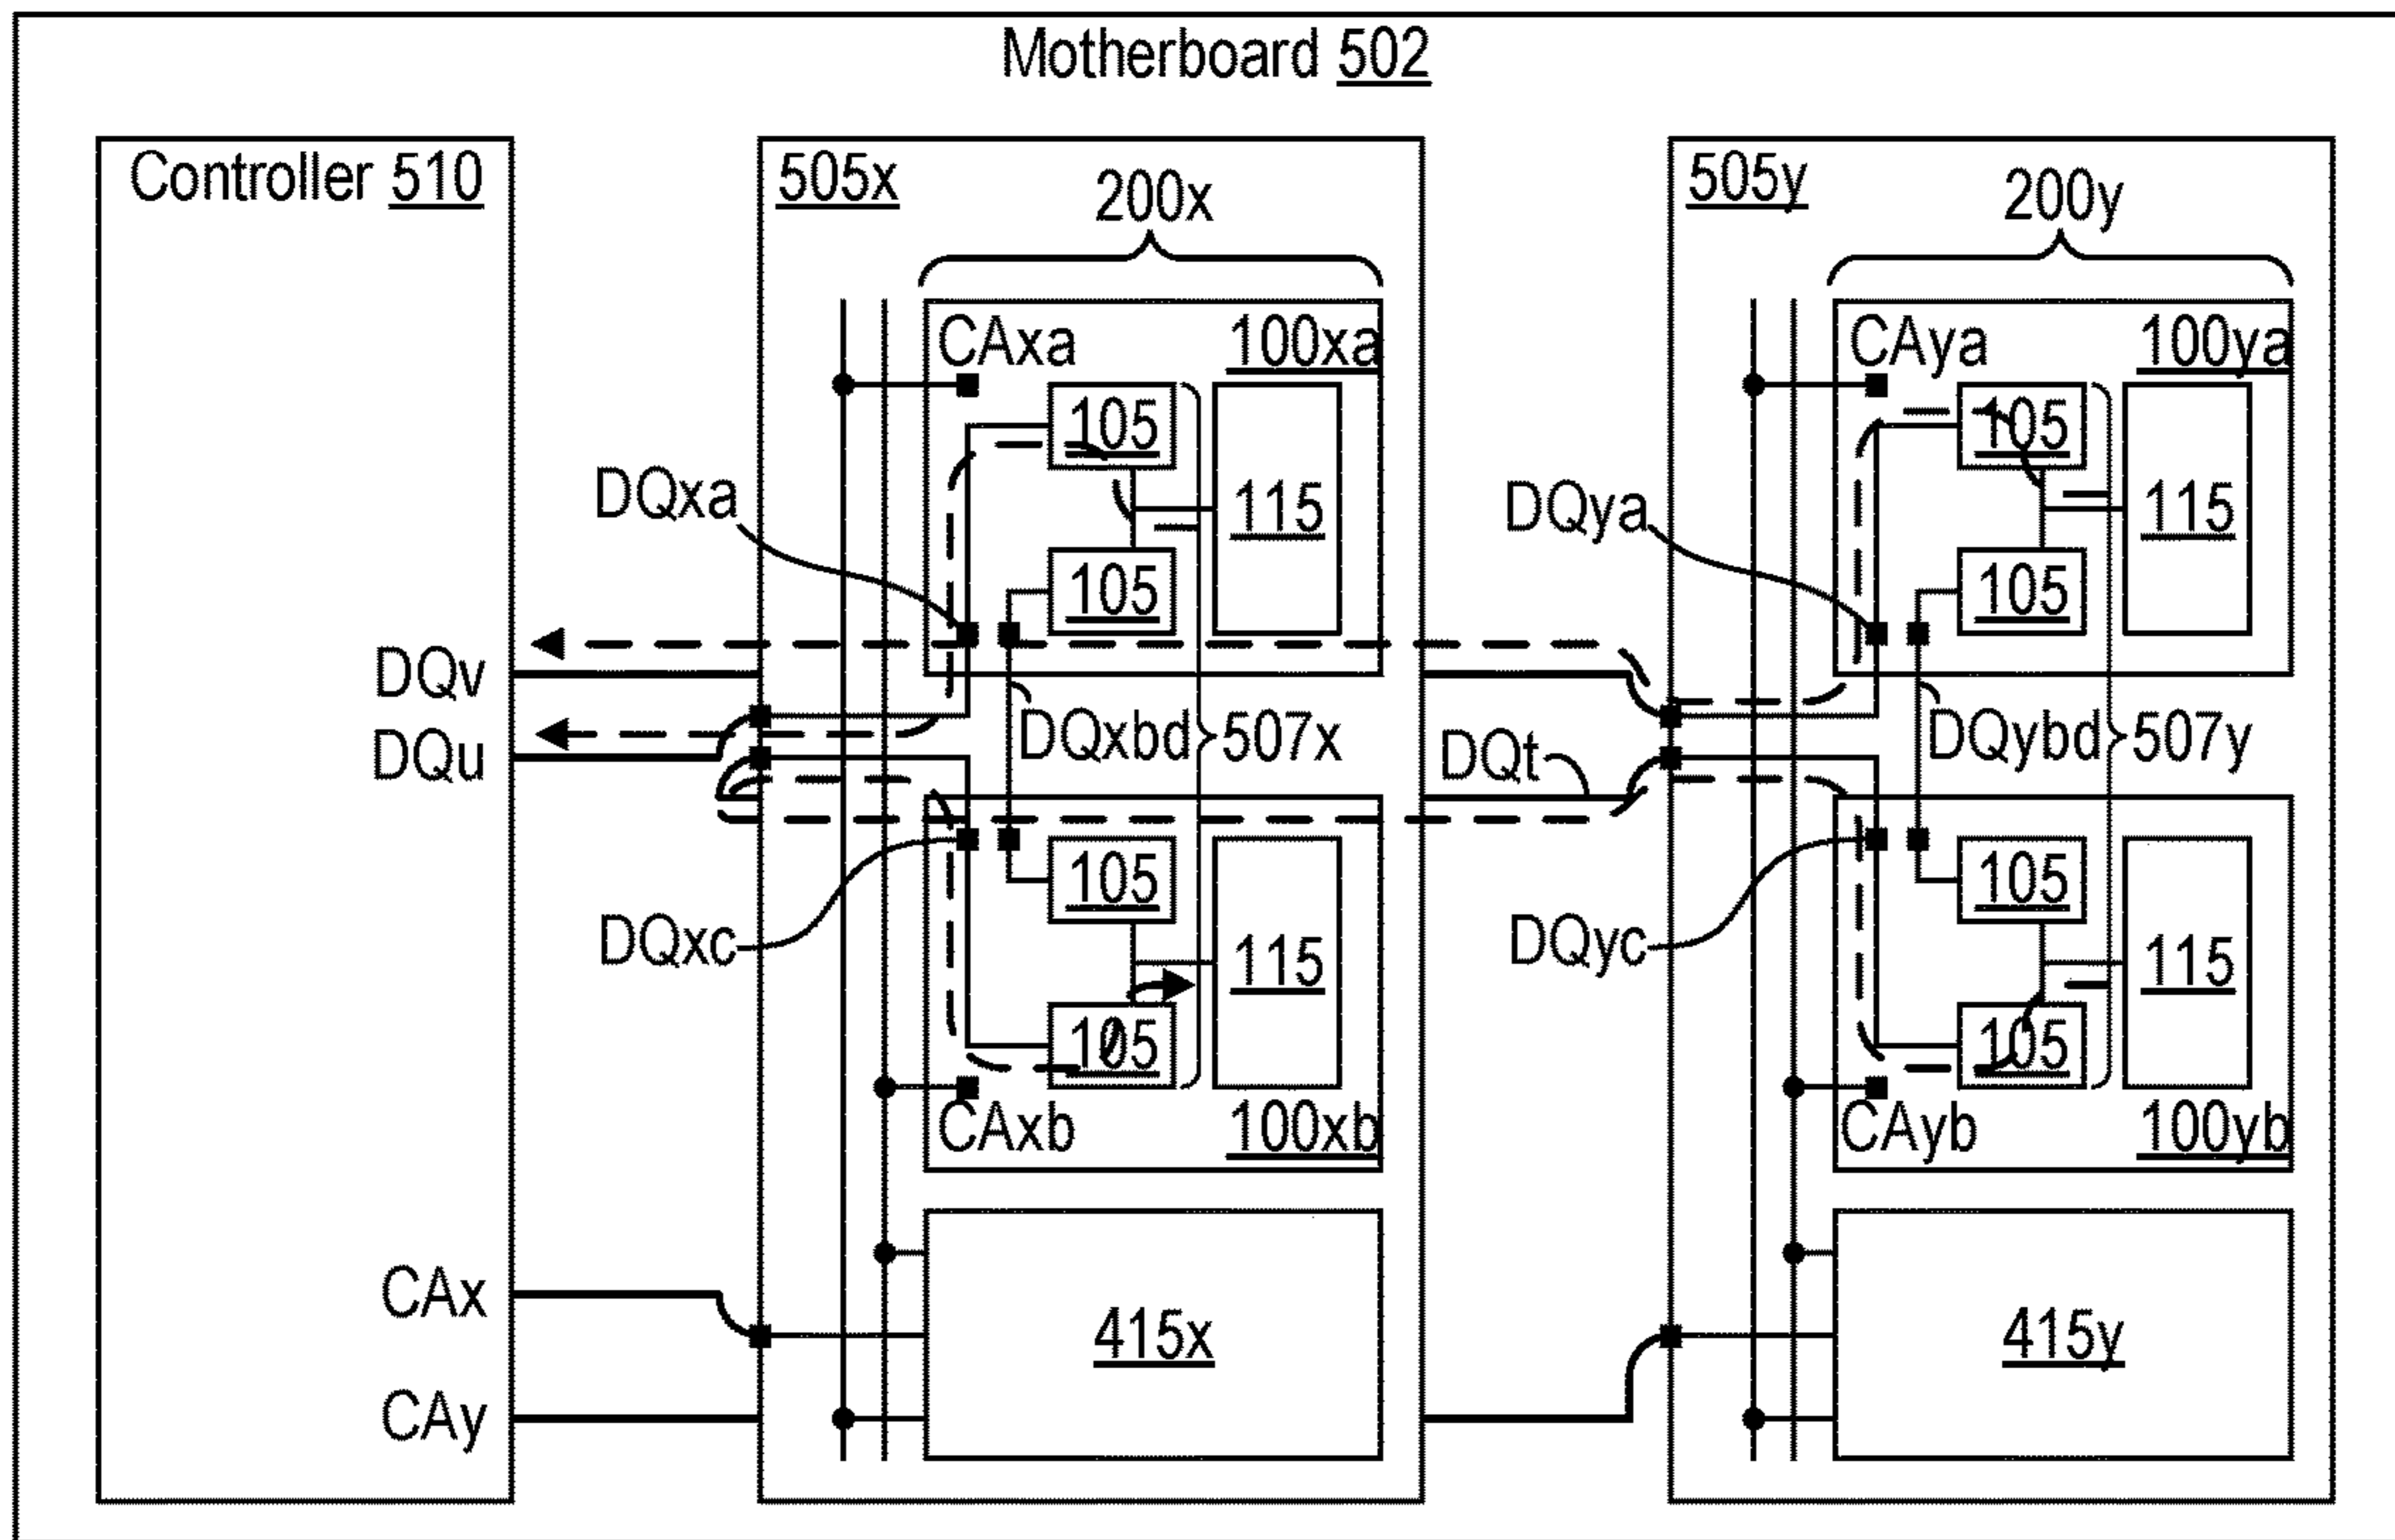 Motherboard 502
Controller 510
505x
200x
505y
200y
CAxa
100xa
CAya
100ya
105
105
DQxa
115
DQya
115
105
105
DQv
DQu
DQxbd
507x
DQt
DQybd
507y
105
105
DQxc
115
DQyc
115
105
105
CAxb
100xb
CAyb
100yb
CAx
415x
415y
CAy